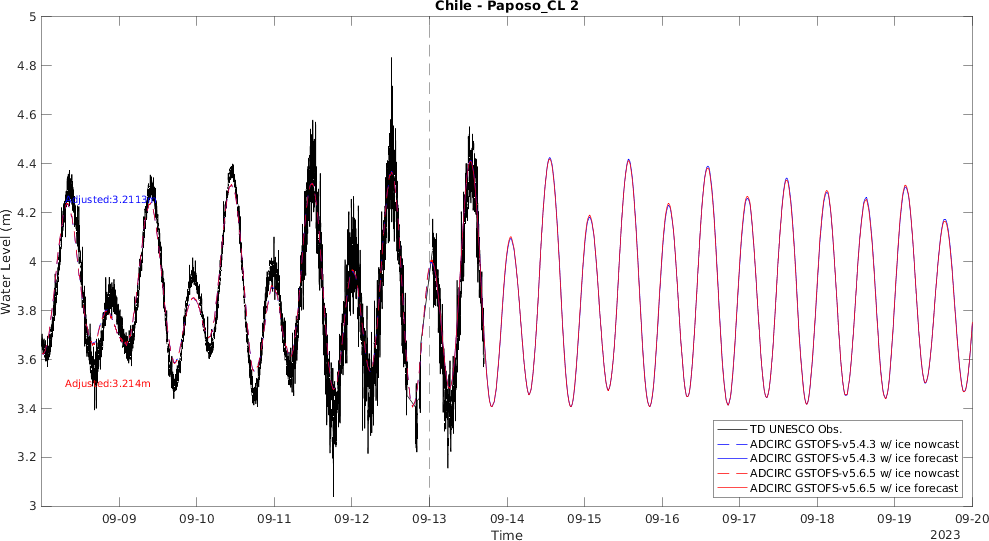 Chile - Paposo_CL 2
5
4.8
4.6
4.4
4.2
4
3.8
3.6
3.4
3.2
3
Water Level (m)
Adjusted:3.2113m
Adjusted:3.214m
TD UNESCO Obs.
ADCIRC GSTOFS-v5.4.3 w/ ice nowcast
ADCIRC GSTOFS-v5.4.3 w/ ice forecast
ADCIRC GSTOFS-v5.6.5 w/ ice nowcast
ADCIRC GSTOFS-v5.6.5 w/ ice forecast
09-09 09-10 09-11 09-12 09-13 09-14 09-15 09-16 09-17 09-18 09-19 09-20
Time
2023